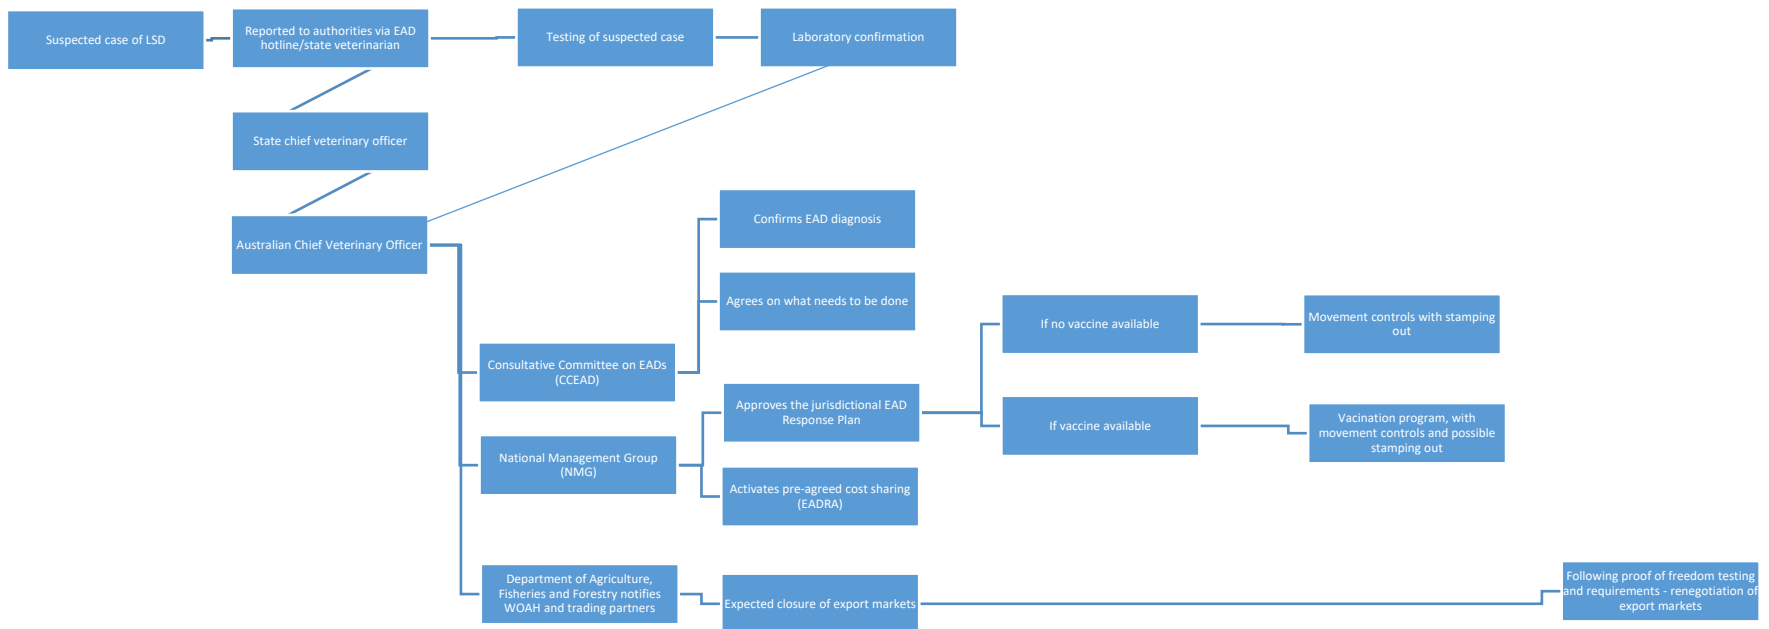 Suspected case of LSD
Reported to authorities via EAD
hotline/state veterinarian
Testing of suspected case
Laboratory confirmation
State chief veterinary officer
Australian Chief Veterinary Officer
Confirms EAD diagnosis
Agrees on what needs to be done
Consultative Committee on EADs
(CCEAD)
If no vaccine available
Movement controls with stamping
out
Approves the jurisdictional EAD
Response Plan
If vaccine available
Vacination program, with
movement controls and possible
stamping out
National Management Group
(NMG)
Activates pre-agreed cost sharing
(EADRA)
Department of Agriculture,
Fisheries and Forestry notifies
WOAH and trading partners
Expected closure of export markets
Following proof of freedom testing
and requirements - renegotiation of
export markets